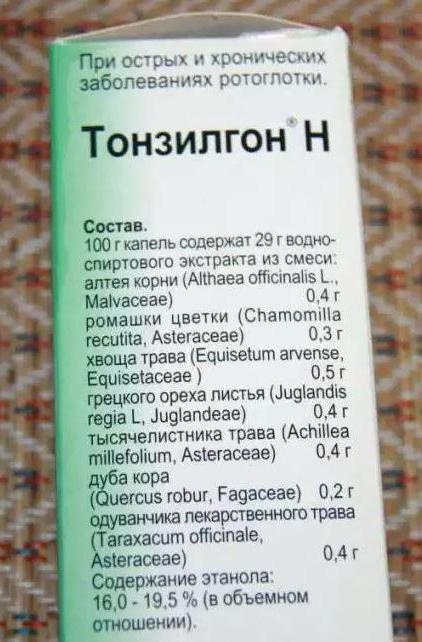 При острых и хронических
заболеваниях ротоглотки.
Тонзилгон® Н
Состав.
100 г капель содержат 29 г водно-
спиртового экстракта из смеси:
алтея корни (Althaea officinalis L.,
Malvaceae) 0,4 г
ромашки цветки (Chamomilla
recutita, Asteraceae) 0,3 г
хвоща трава (Equisetum arvense,
Equisetaceae ) 0,5 г
грецкого ореха листья (Juglandis
regia L, Juglandeae) 0,4 г
тысячелистника трава (Achillea
millefolium, Asteraceae) 0,4 г
дуба кора
(Quercus robur, Fagaceae) 0,2 г
одуванчика лекарственного трава
(Taraxacum officinale,
Asteraceae) 0,4 г
Содержание этанола:
16,0 - 19,5 % (в объемном
отношении).